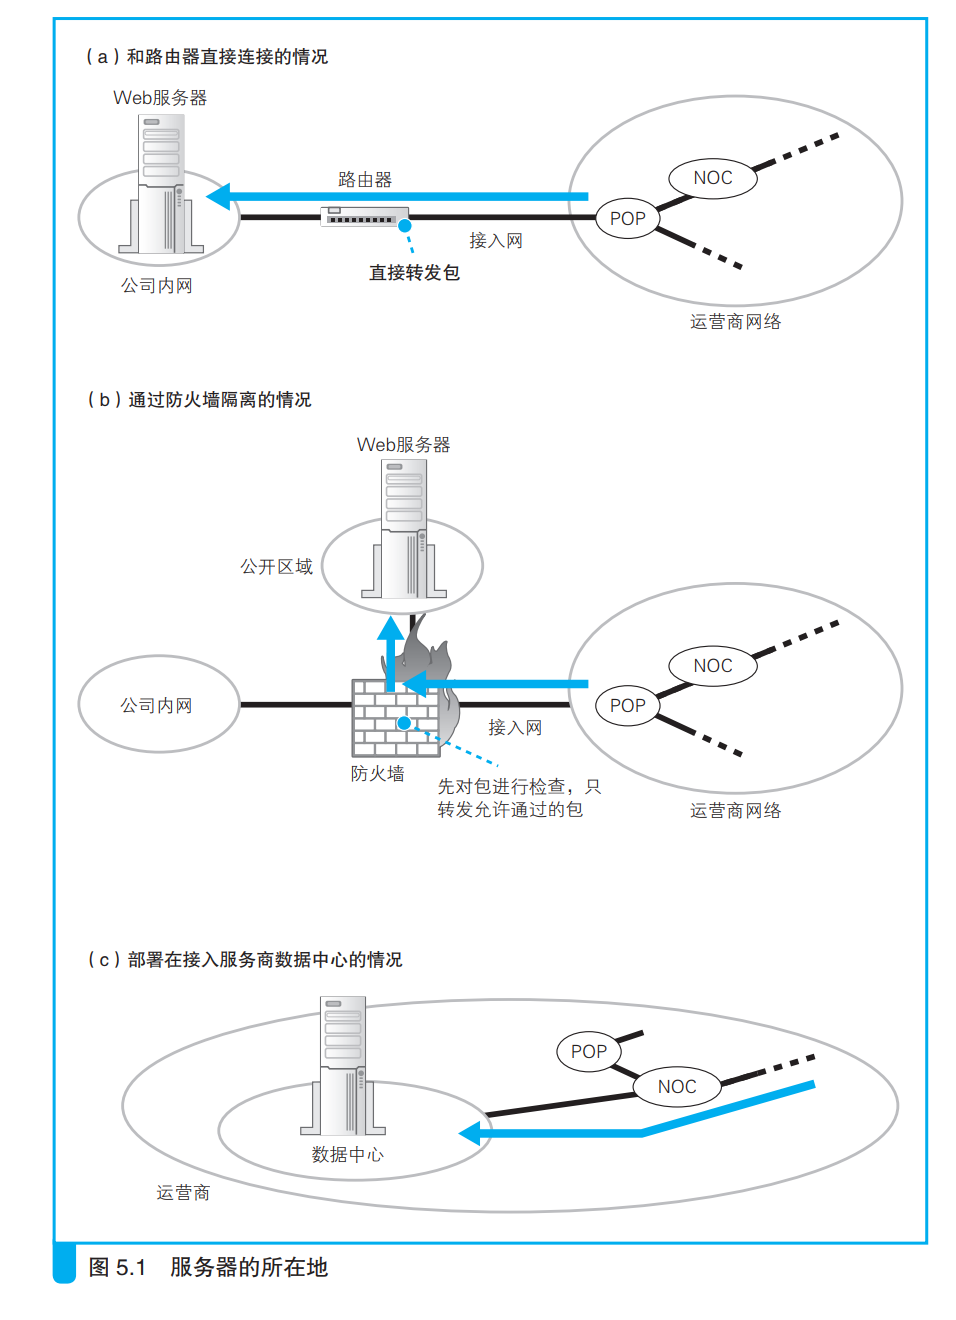 （a）和路由器直接连接的情况
Web服务器
路由器
NOC
POP
接入网
直接转发包
公司内网
运营商网络
（b）通过防火墙隔离的情况
Web服务器
公开区域
NOC
公司内网
POP
接入网
防火墙
先对包进行检查，只
转发允许通过的包
运营商网络
（c）部署在接入服务商数据中心的情况
POP
NOC
数据中心
运营商
图 5.1 服务器的所在地